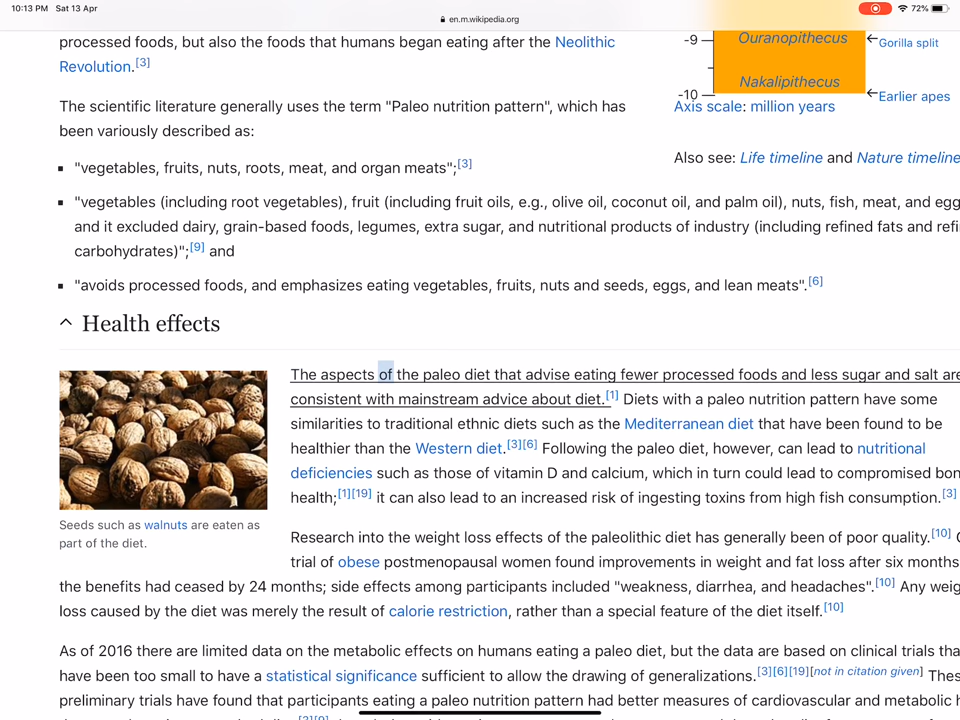 10:13 PM Sat 13 Apr
en.m.wikipedia.org
72%
processed foods, but also the foods that humans began eating after the Neolithic
Revolution.[3]
The scientific literature generally uses the term "Paleo nutrition pattern", which has
been variously described as:
"vegetables, fruits, nuts, roots, meat, and organ meats";[3]
"vegetables (including root vegetables), fruit (including fruit oils, e.g., olive oil, coconut oil, and palm oil), nuts, fish, meat, and egg
and it excluded dairy, grain-based foods, legumes, extra sugar, and nutritional products of industry (including refined fats and refi
carbohydrates)";[9] and
"avoids processed foods, and emphasizes eating vegetables, fruits, nuts and seeds, eggs, and lean meats".[6]
-9
Ouranopithecus
←Gorilla split
Nakalipithecus
-10
←Earlier apes
Axis scale: million years
Also see: Life timeline and Nature timeline
Health effects
Seeds such as walnuts are eaten as
part of the diet.
The aspects of the paleo diet that advise eating fewer processed foods and less sugar and salt are
consistent with mainstream advice about diet.[1] Diets with a paleo nutrition pattern have some
similarities to traditional ethnic diets such as the Mediterranean diet that have been found to be
healthier than the Western diet.[3][6] Following the paleo diet, however, can lead to nutritional
deficiencies such as those of vitamin D and calcium, which in turn could lead to compromised bon
health;[1][19] it can also lead to an increased risk of ingesting toxins from high fish consumption.[3]
Research into the weight loss effects of the paleolithic diet has generally been of poor quality.[10]
trial of obese postmenopausal women found improvements in weight and fat loss after six months
the benefits had ceased by 24 months; side effects among participants included "weakness, diarrhea, and headaches".[10] Any weig
loss caused by the diet was merely the result of calorie restriction, rather than a special feature of the diet itself.[10]
As of 2016 there are limited data on the metabolic effects on humans eating a paleo diet, but the data are based on clinical trials tha
have been too small to have a statistical significance sufficient to allow the drawing of generalizations.[3][6][19][not in citation given] Thes
preliminary trials have found that participants eating a paleo nutrition pattern had better measures of cardiovascular and metabolic h